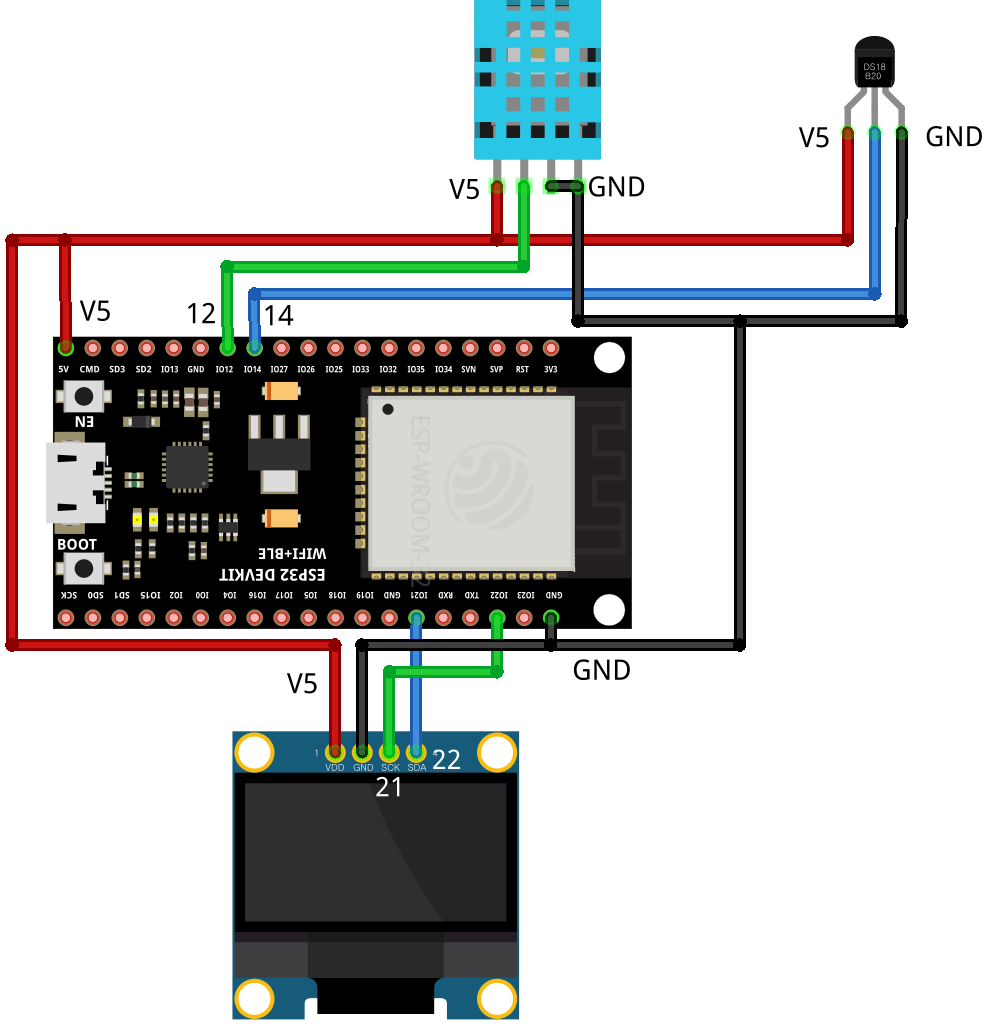 DS18
B20
V5
GND
V5
GND
V5
12
14
5V CMD SD3 SD2 IO13 GND IO12 IO14 IO27 IO26 IO25 IO33 IO32 IO35 IO34 SVN SVP RST 3V3
EN
ESP-WROOM-32
BOOT
WIFI+BLE
ESP32 DEVKIT
SCK SD0 SD1 IO15 IO2 IO0 IO4 IO16 IO17 IO5 IO18 IO19 GND IO21 RXD TXD IO22 IO23 GND
V5
GND
1
VDD GND SCK SDA
22
21